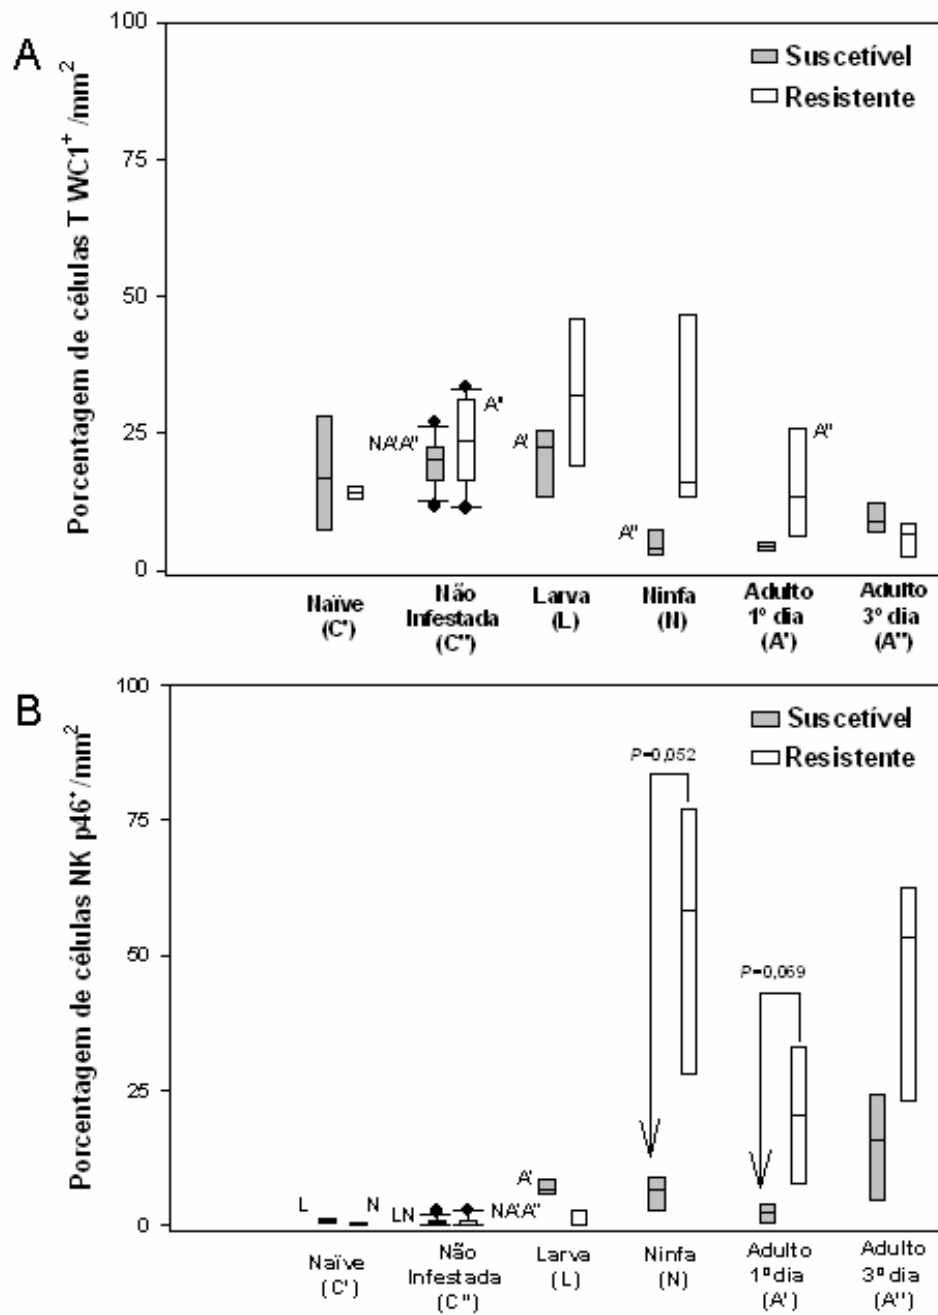 A
Porcentagem de células T WC1+/mm2
100
75
50
25
0
Suscetível
Resistente
NA'A''
A''
A'
A''
A''
Naïve
(C')
Não
Infestada
(C'')
Larva
(L)
Ninfa
(N)
Adulto
1º dia
(A')
Adulto
3º dia
(A'')
B
Porcentagem de células NK p46+/mm2
100
75
50
25
0
Suscetível
Resistente
P=0,052
P=0,069
L
N
LN
NA'A''
A'
Naïve
(C')
Não
Infestada
(C'')
Larva
(L)
Ninfa
(N)
Adulto
1º dia
(A')
Adulto
3º dia
(A'')